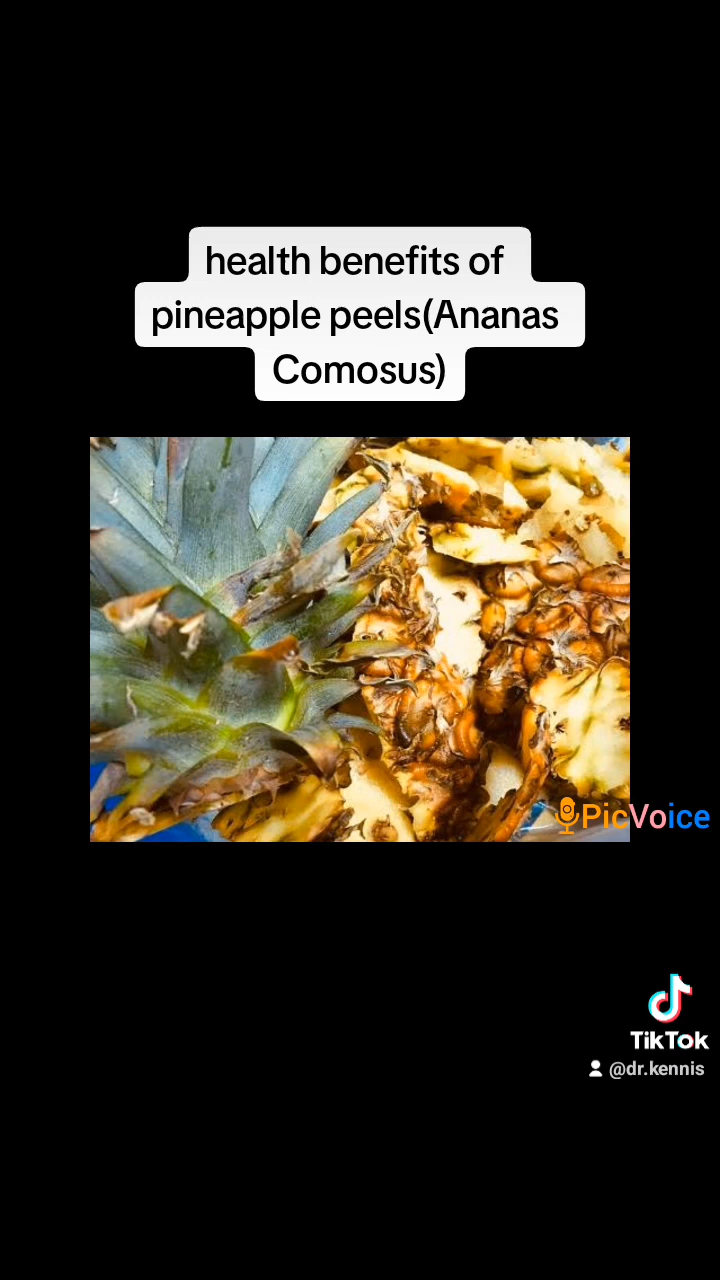 health benefits of
pineapple peels(Ananas
Comosus)
PicVoice
TikTok
@dr.kennis